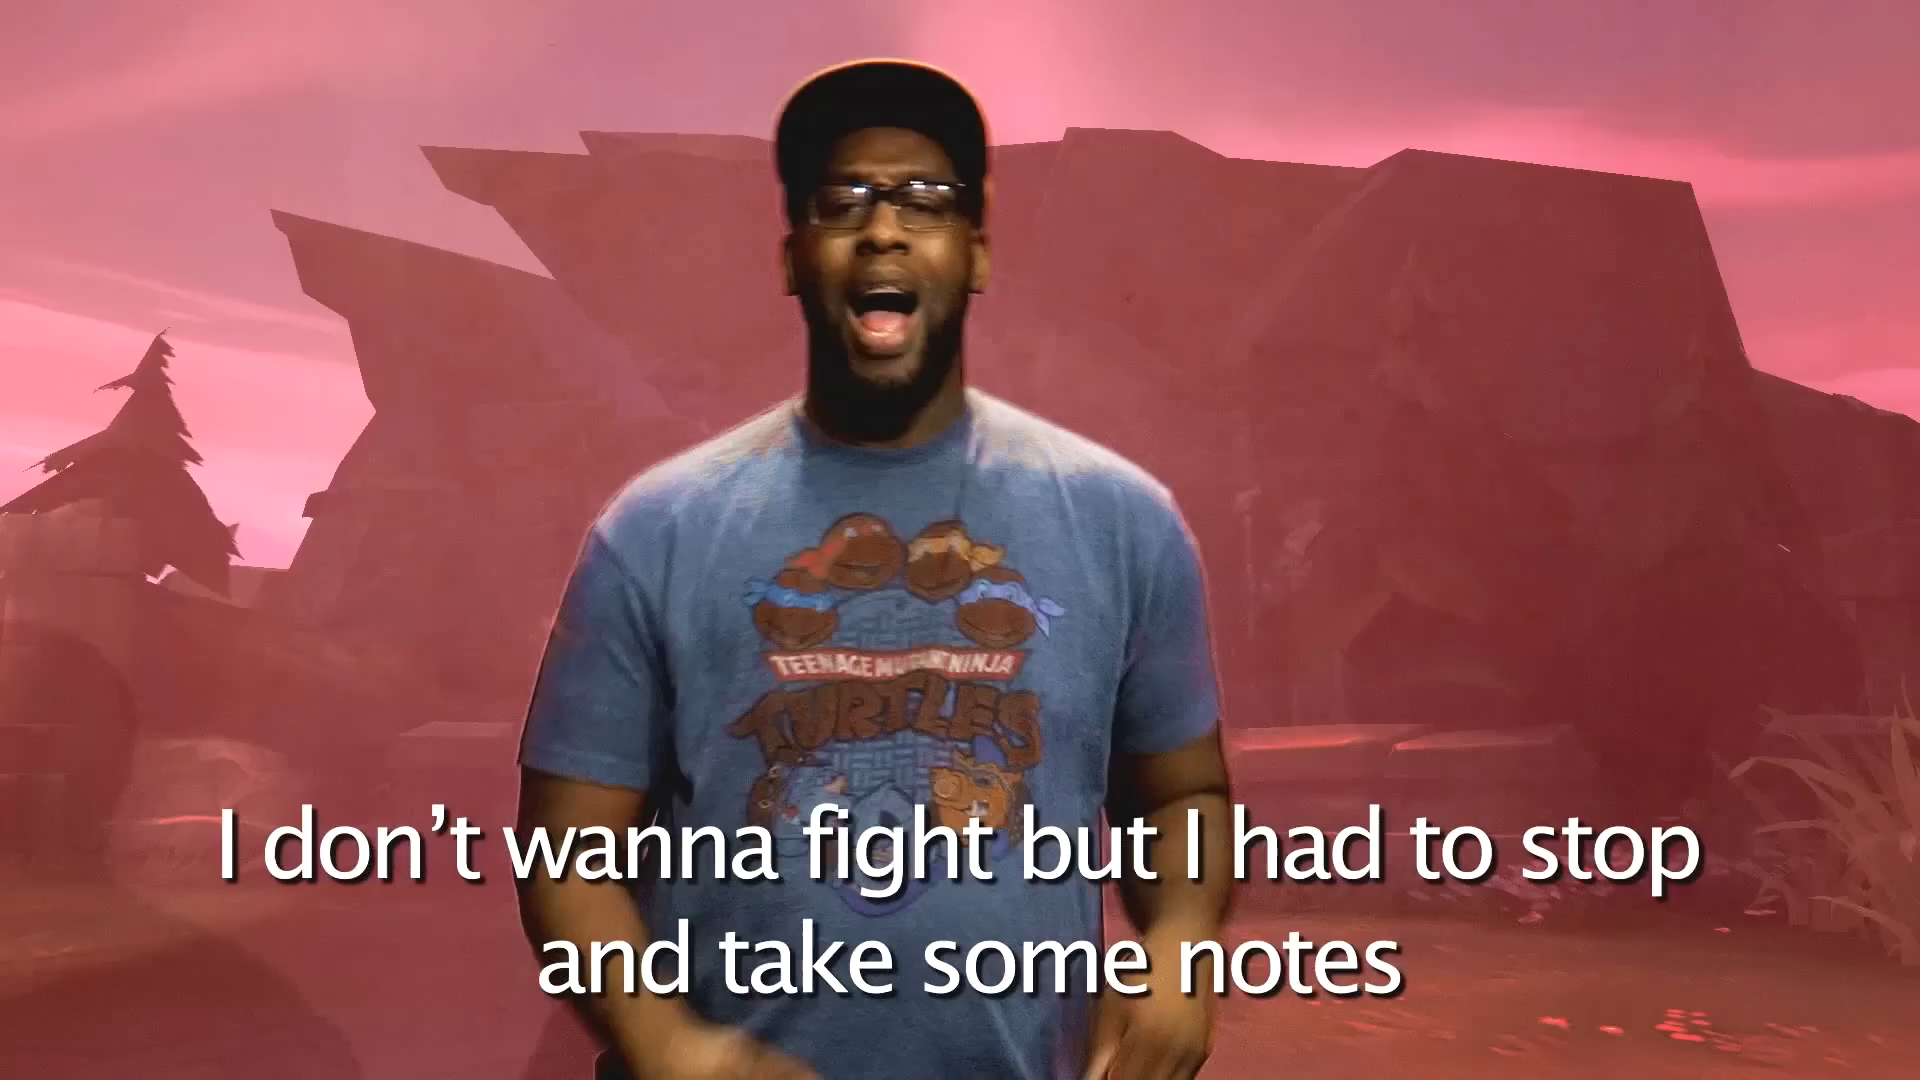 TEENAGE MUTANT NINJA
TURTLES
I don't wanna fight but I had to stop
and take some notes